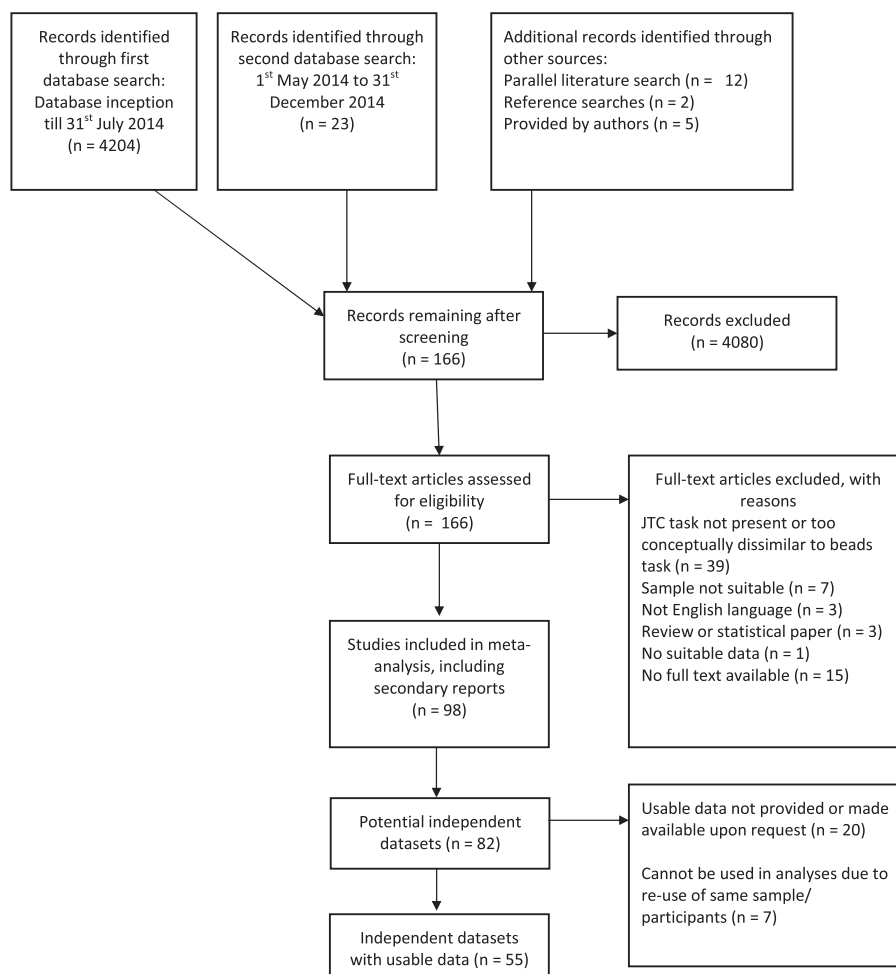 Records identified
through first
database search:
Database inception
till 31st July 2014
(n = 4204)
Records identified through
second database search:
1st May 2014 to 31st
December 2014
(n = 23)
Additional records identified through
other sources:
Parallel literature search (n = 12)
Reference searches (n = 2)
Provided by authors (n = 5)
Records remaining after
screening
(n = 166)
Records excluded
(n = 4080)
Full-text articles assessed
for eligibility
(n = 166)
Full-text articles excluded, with
reasons
JTC task not present or too
conceptually dissimilar to beads
task (n = 39)
Sample not suitable (n = 7)
Not English language (n = 3)
Review or statistical paper (n = 3)
No suitable data (n = 1)
No full text available (n = 15)
Studies included in meta-
analysis, including
secondary reports
(n = 98)
Potential independent
datasets (n = 82)
Usable data not provided or made
available upon request (n = 20)
Cannot be used in analyses due to
re-use of same sample/
participants (n = 7)
Independent datasets
with usable data (n = 55)